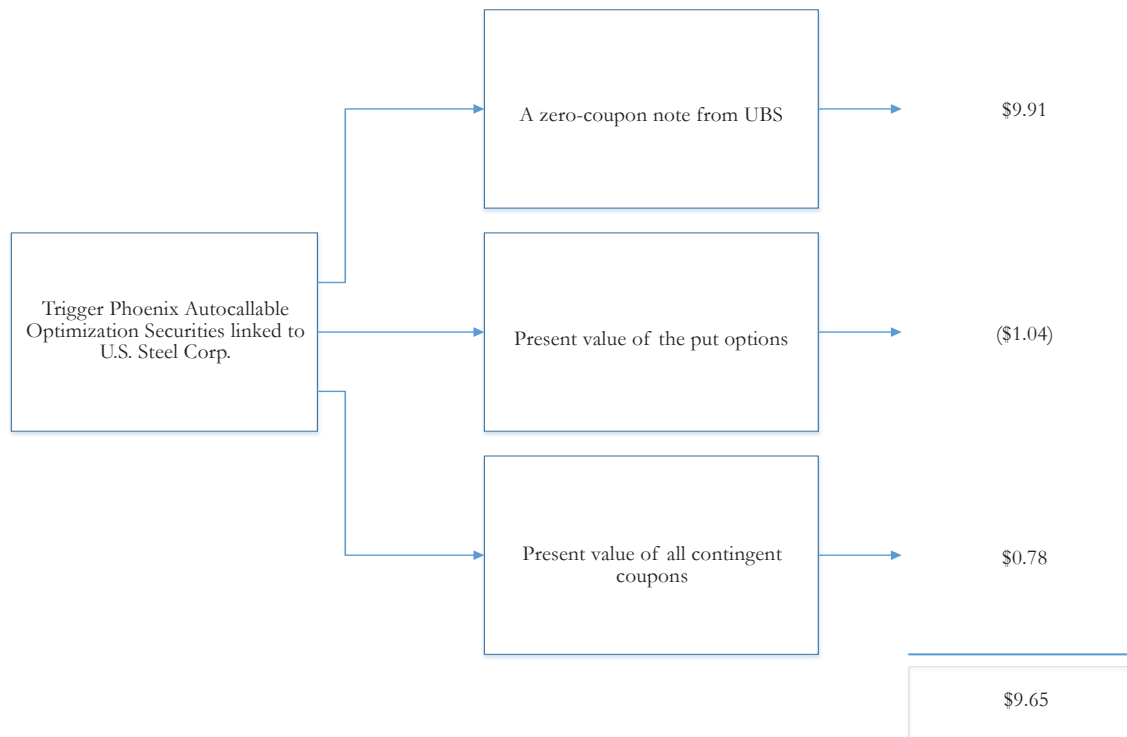 A zero-coupon note from UBS
$9.91
Trigger Phoenix Autocallable
Optimization Securities linked to
U.S. Steel Corp.
Present value of the put options
($1.04)
Present value of all contingent
coupons
$0.78
$9.65